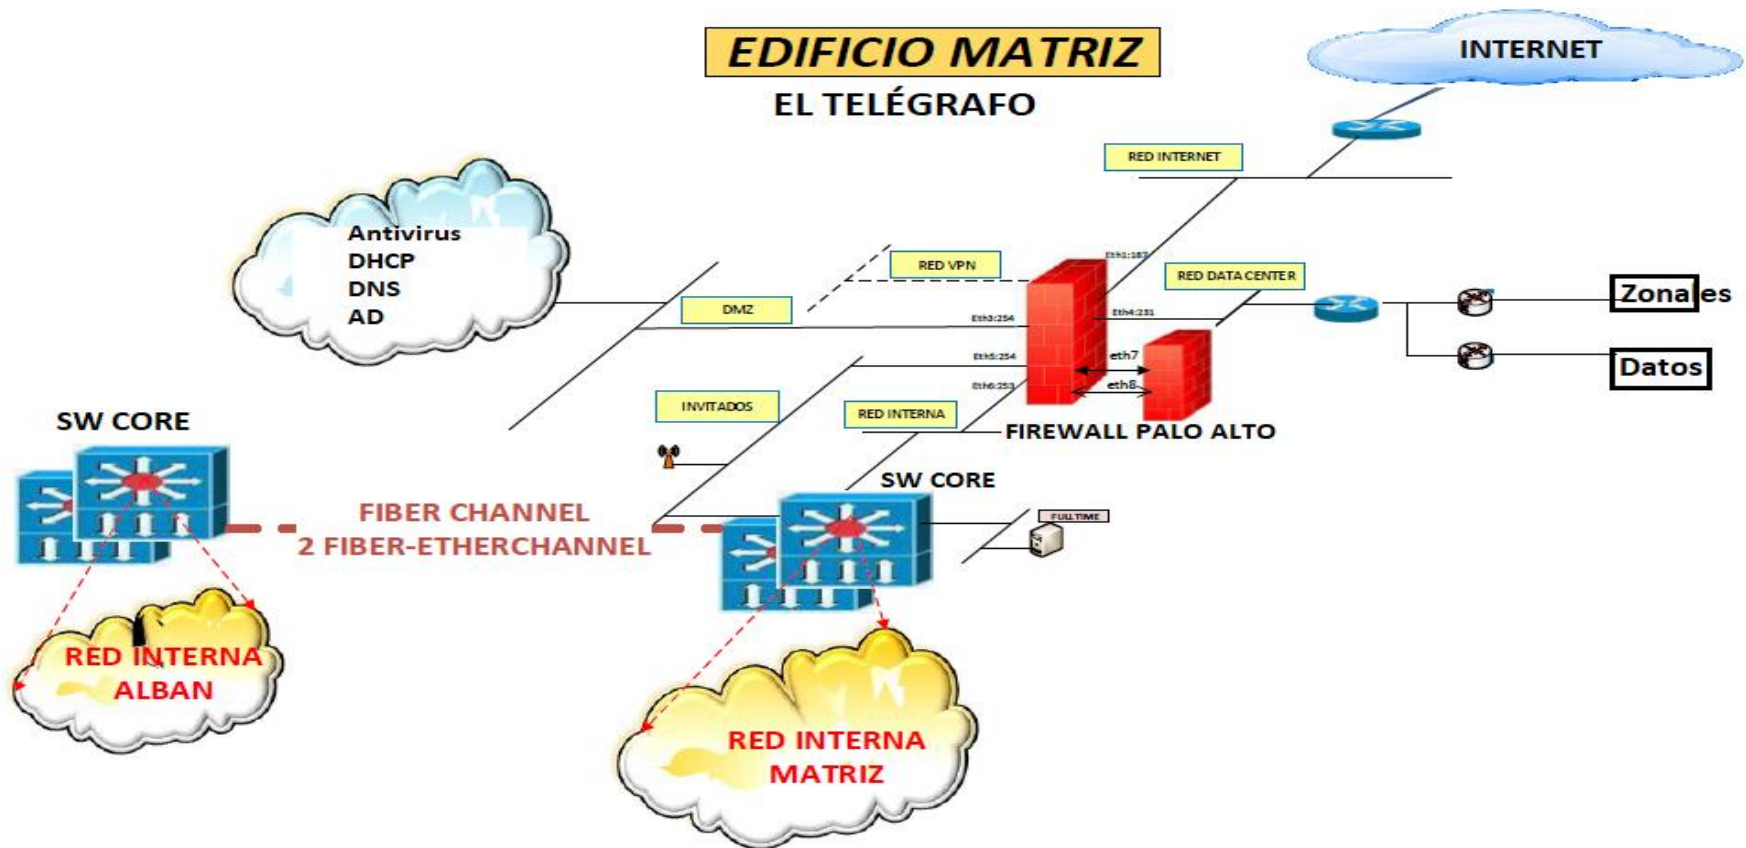 EDIFICIO MATRIZ
EL TELÉGRAFO
INTERNET
RED INTERNET
Antivirus
DHCP
DNS
AD
RED VPN
Eth1:187
RED DATA CENTER
DMZ
Eth3:254
Eth4:231
Zonales
Eth5:254
eth7
Datos
Eth6:253
eth8
INVITADOS
RED INTERNA
FIREWALL PALO ALTO
SW CORE
SW CORE
FIBER CHANNEL
2 FIBER-ETHERCHANNEL
FULLTIME
RED INTERNA
ALBAN
RED INTERNA
MATRIZ